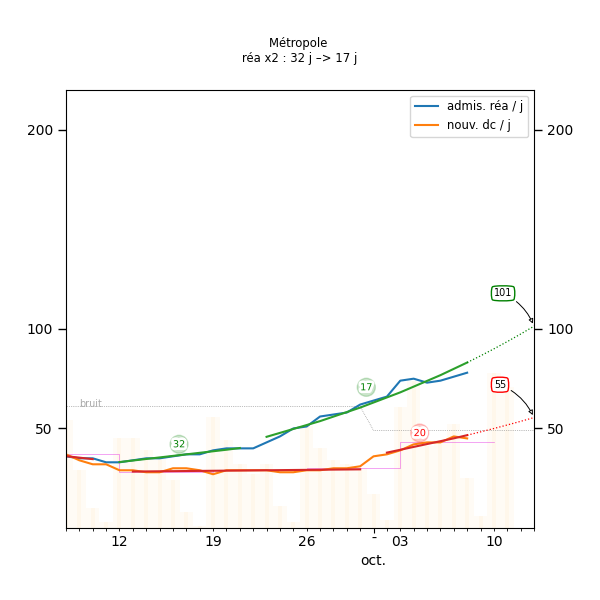 Métropole
réa x2 : 32 j –> 17 j
admis. réa / j
nouv. dc / j
200
200
101
100
100
17
55
bruit
50
20
50
32
12
19
26
-
03
10
oct.